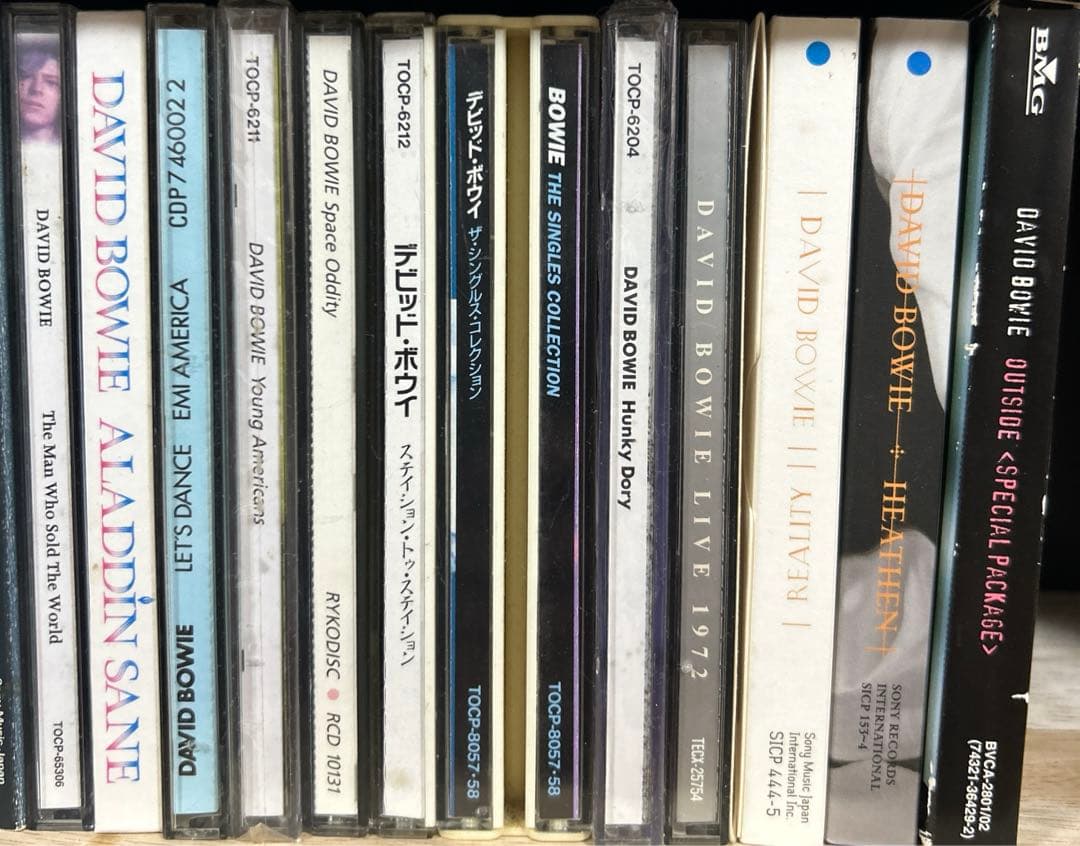 DAVID BOWIE
The Man Who Sold The World
TOCP-65306
DAVID BOWIE ALADDIN SANE
DAVID BOWIE LET'S DANCE EMI AMERICA CDP 7 46002 2
TOCP-6211
DAVID BOWIE Young Americans
DAVID BOWIE Space Oddity
RYKODISC ● RCD 10131
TOCP-6212
デビッド・ボウイ
ステイション・トゥ・ステイション
デビッド・ボウイ ザ・シングルス・コレクション
TOCP-8057・58
BOWIE THE SINGLES COLLECTION
TOCP-8057・58
TOCP-6204
DAVID BOWIE Hunky Dory
DAVID BOWIE LIVE 1972
TECX-25754
| DAVID BOWIE || REALITY |
Sony Music Japan
International Inc.
SICP 444-5
DAVID BOWIE HEATHEN
SONY RECORDS
INTERNATIONAL
SICP 153~4
BMG
DAVID BOWIE OUTSIDE <SPECIAL PACKAGE>
BVCA-2801/02
(74321-36429-2)